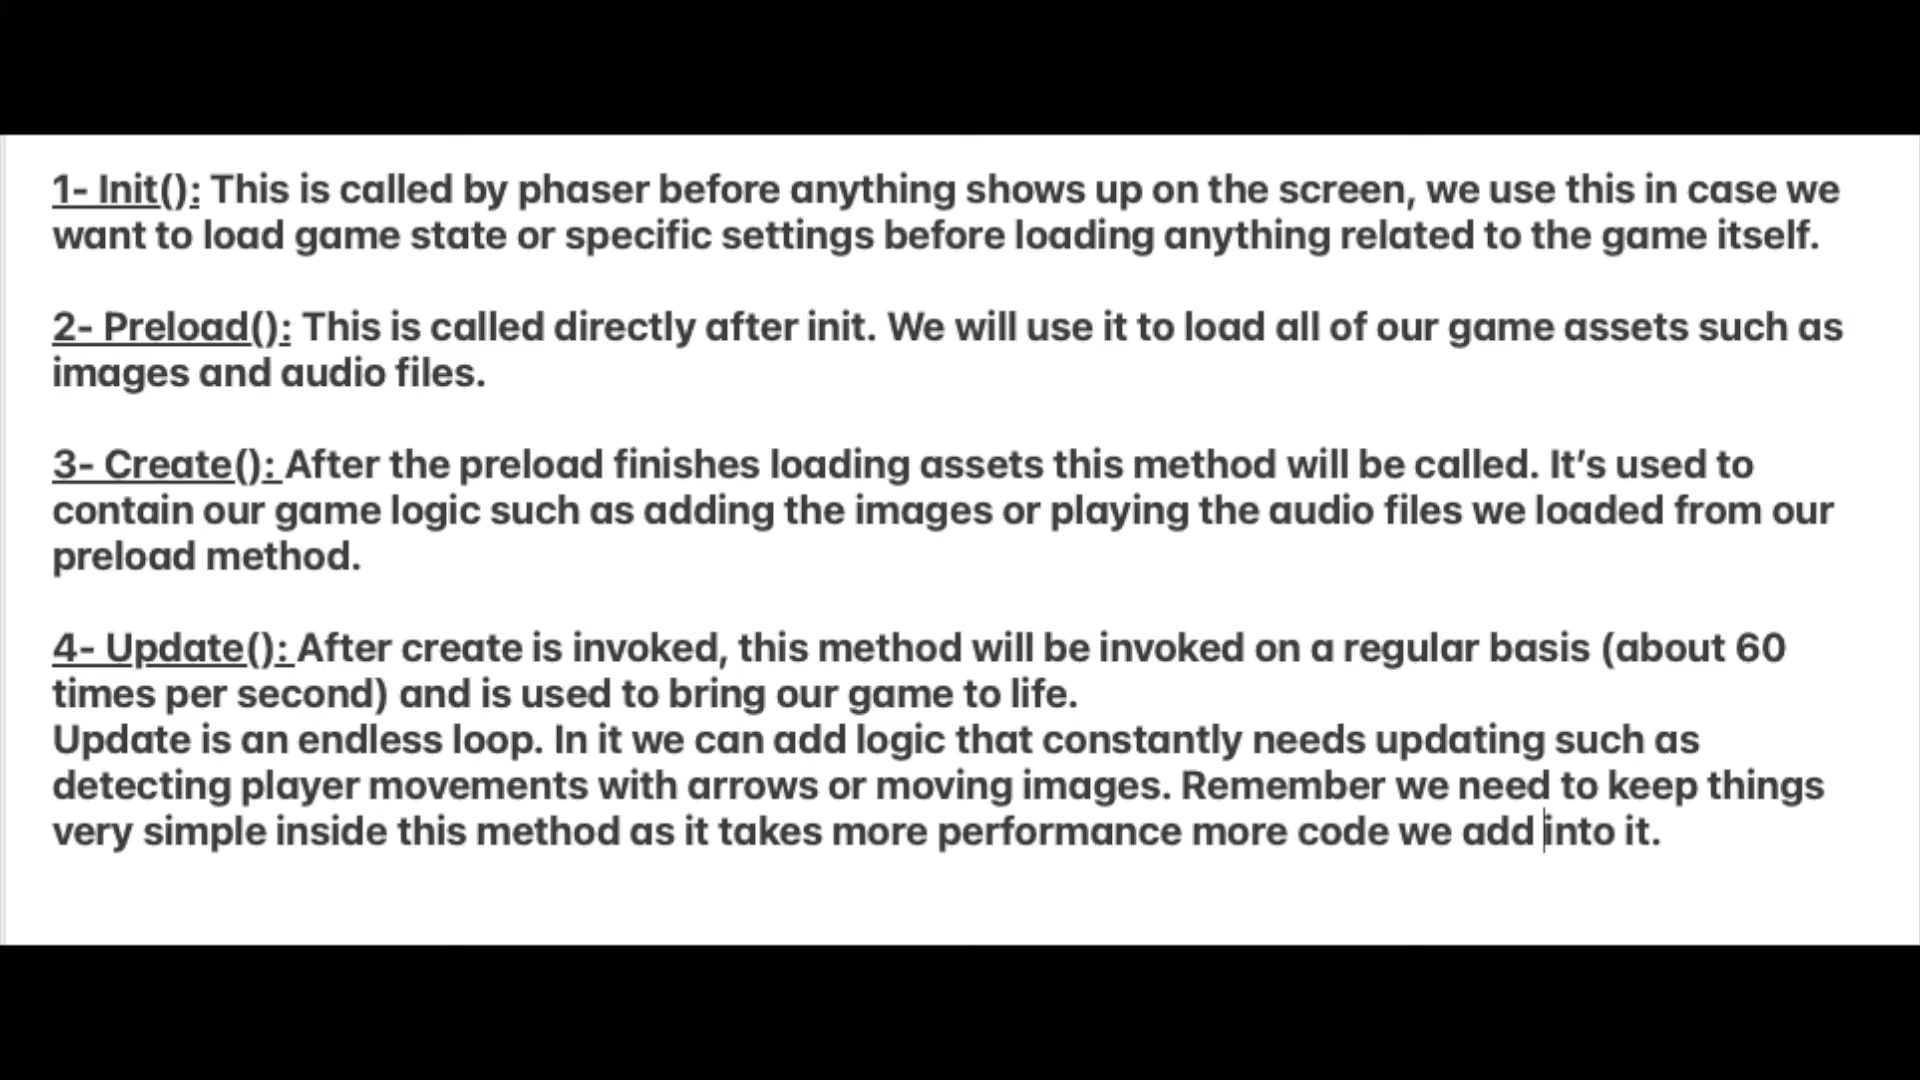 1- Init(): This is called by phaser before anything shows up on the screen, we use this in case we
want to load game state or specific settings before loading anything related to the game itself.
2- Preload(): This is called directly after init. We will use it to load all of our game assets such as
images and audio files.
3- Create(): After the preload finishes loading assets this method will be called. It’s used to
contain our game logic such as adding the images or playing the audio files we loaded from our
preload method.
4- Update(): After create is invoked, this method will be invoked on a regular basis (about 60
times per second) and is used to bring our game to life.
Update is an endless loop. In it we can add logic that constantly needs updating such as
detecting player movements with arrows or moving images. Remember we need to keep things
very simple inside this method as it takes more performance more code we add into it.